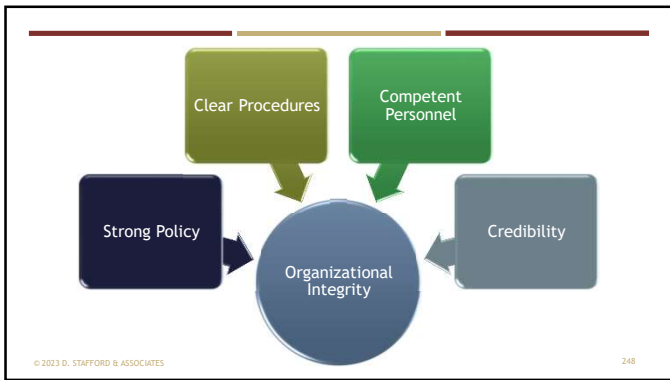 Clear Procedures
Competent
Personnel
Strong Policy
Credibility
Organizational
Integrity
© 2023 D. STAFFORD & ASSOCIATES
248